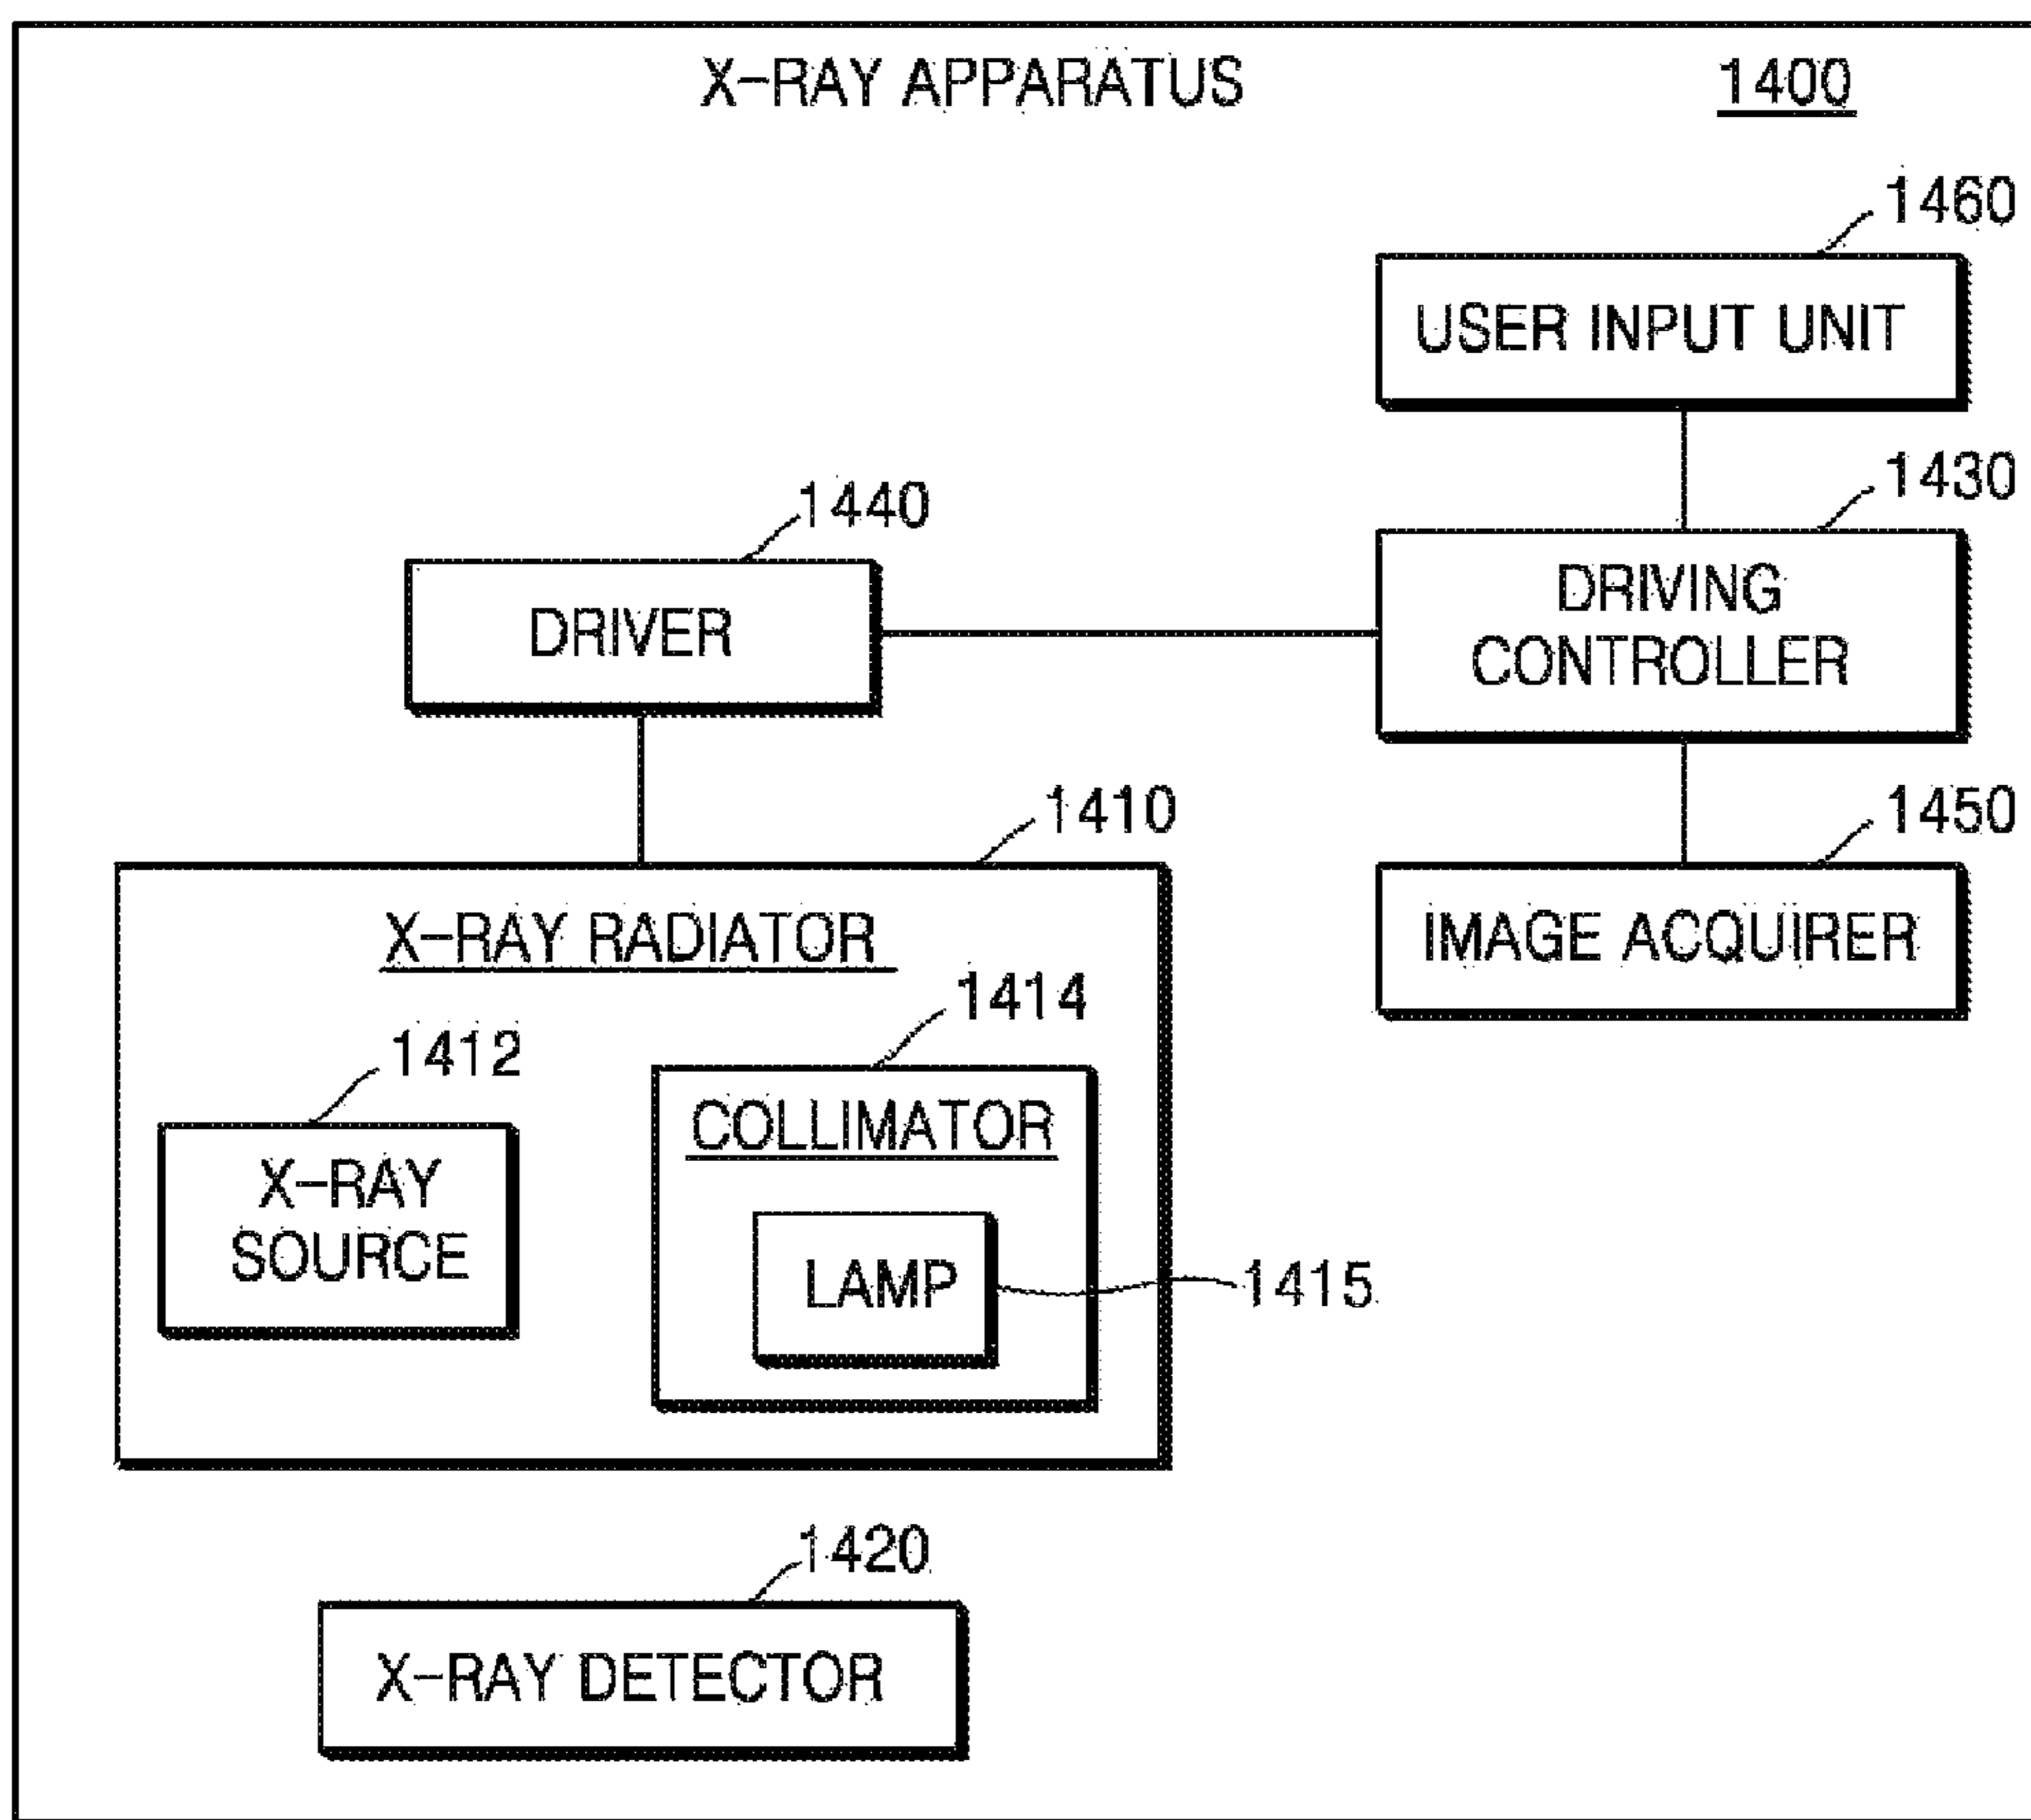 X-RAY APPARATUS
1400
1460
USER INPUT UNIT
1440
1430
DRIVER
DRIVING
CONTROLLER
1410
1450
X-RAY RADIATOR
IMAGE ACQUIRER
1414
1412
COLLIMATOR
X-RAY
SOURCE
LAMP
1415
1420
X-RAY DETECTOR